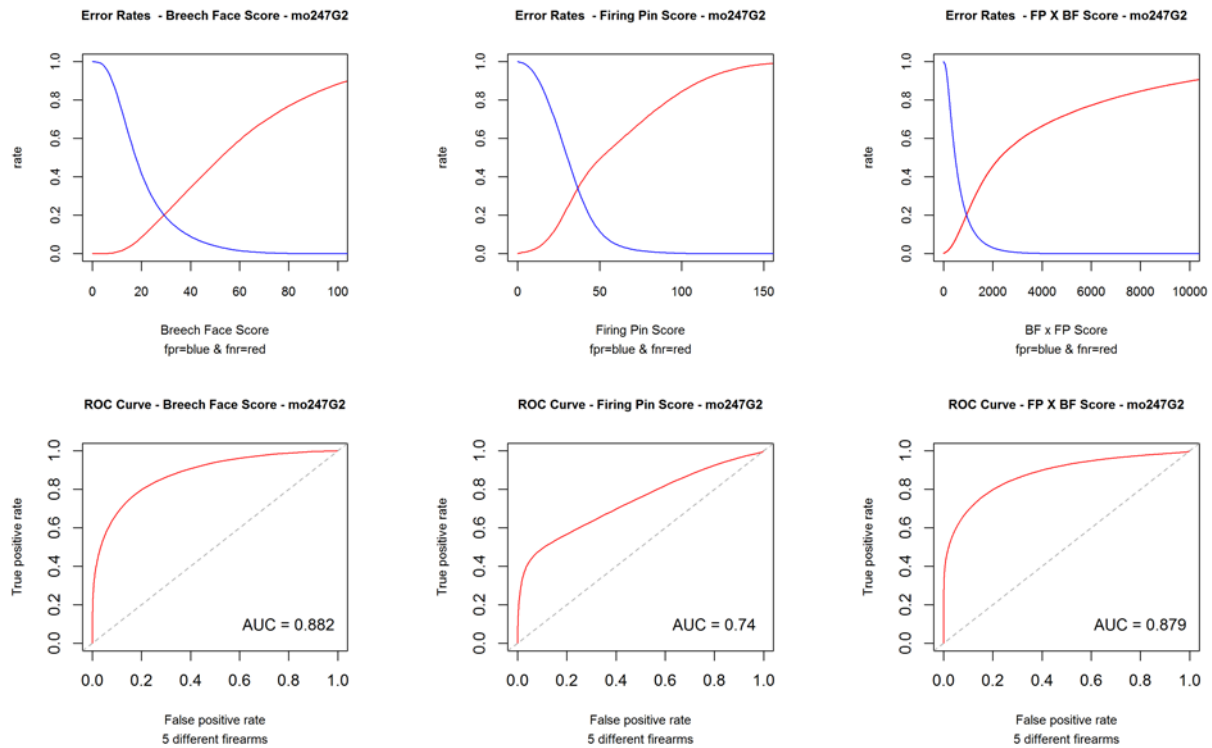 Error Rates - Breech Face Score - mo247G2
rate
0.0 0.2 0.4 0.6 0.8 1.0
0 20 40 60 80 100
Breech Face Score
fpr=blue & fnr=red
Error Rates - Firing Pin Score - mo247G2
rate
0.0 0.2 0.4 0.6 0.8 1.0
0 50 100 150
Firing Pin Score
fpr=blue & fnr=red
Error Rates - FP X BF Score - mo247G2
rate
0.0 0.2 0.4 0.6 0.8 1.0
0 2000 4000 6000 8000 10000
BF x FP Score
fpr=blue & fnr=red
ROC Curve - Breech Face Score - mo247G2
True positive rate
0.0 0.2 0.4 0.6 0.8 1.0
AUC = 0.882
0.0 0.2 0.4 0.6 0.8 1.0
False positive rate
5 different firearms
ROC Curve - Firing Pin Score - mo247G2
True positive rate
0.0 0.2 0.4 0.6 0.8 1.0
AUC = 0.74
0.0 0.2 0.4 0.6 0.8 1.0
False positive rate
5 different firearms
ROC Curve - FP X BF Score - mo247G2
True positive rate
0.0 0.2 0.4 0.6 0.8 1.0
AUC = 0.879
0.0 0.2 0.4 0.6 0.8 1.0
False positive rate
5 different firearms